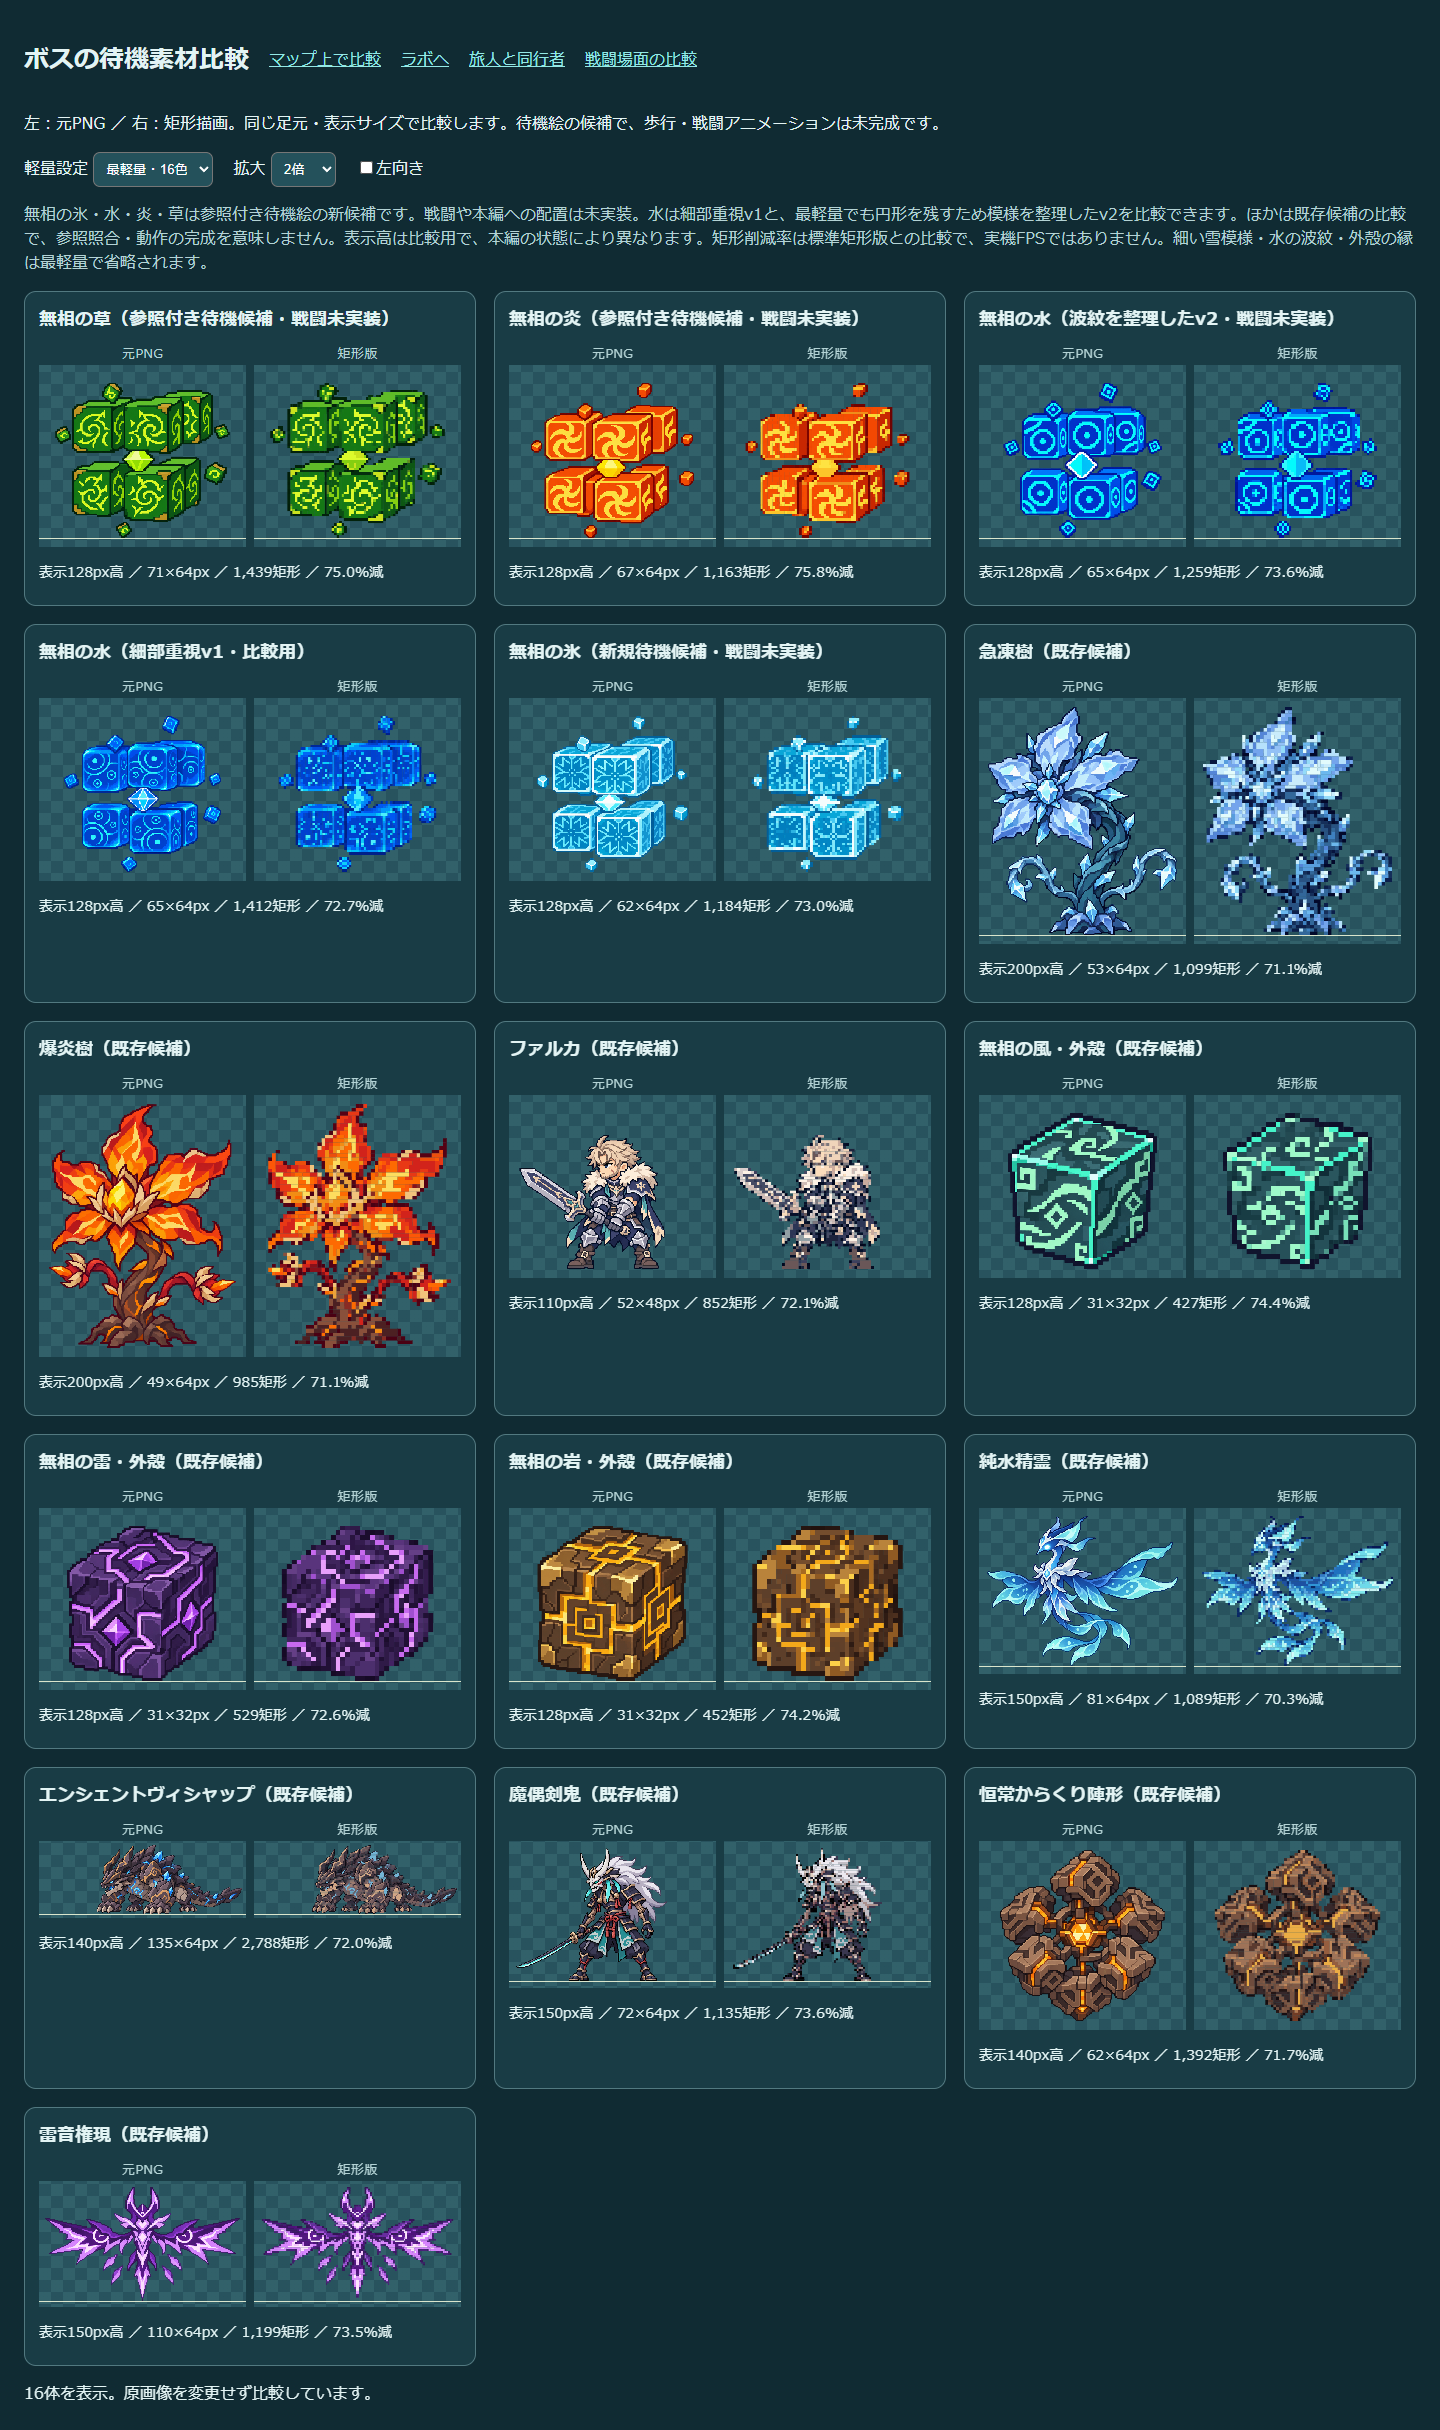 ボスの待機素材比較 マップ上で比較 ラボへ 旅人と同行者 戦闘場面の比較
左：元PNG ／ 右：矩形描画。同じ足元・表示サイズで比較します。待機絵の候補で、歩行・戦闘アニメーションは未完成です。
軽量設定 最軽量・16色 拡大 2倍 左向き
無相の氷・水・炎・草は参照付き待機絵の新候補です。戦闘や本編への配置は未実装。水は細部重視v1と、最軽量でも円形を残すため模様を整理したv2を比較できます。ほかは既存候補の比較
で、参照照合・動作の完成を意味しません。表示高は比較用で、本編の状態により異なります。矩形削減率は標準矩形版との比較で、実機FPSではありません。細い雪模様・水の波紋・外殻の縁
は最軽量で省略されます。
無相の草（参照付き待機候補・戦闘未実装）
元PNG 矩形版
表示128px高 ／ 71×64px ／ 1,439矩形 ／ 75.0%減
無相の炎（参照付き待機候補・戦闘未実装）
元PNG 矩形版
表示128px高 ／ 67×64px ／ 1,163矩形 ／ 75.8%減
無相の水（波紋を整理したv2・戦闘未実装）
元PNG 矩形版
表示128px高 ／ 65×64px ／ 1,259矩形 ／ 73.6%減
無相の水（細部重視v1・比較用）
元PNG 矩形版
表示128px高 ／ 65×64px ／ 1,412矩形 ／ 72.7%減
無相の氷（新規待機候補・戦闘未実装）
元PNG 矩形版
表示128px高 ／ 62×64px ／ 1,184矩形 ／ 73.0%減
急凍樹（既存候補）
元PNG 矩形版
表示200px高 ／ 53×64px ／ 1,099矩形 ／ 71.1%減
爆炎樹（既存候補）
元PNG 矩形版
表示200px高 ／ 49×64px ／ 985矩形 ／ 71.1%減
ファルカ（既存候補）
元PNG 矩形版
表示110px高 ／ 52×48px ／ 852矩形 ／ 72.1%減
無相の風・外殻（既存候補）
元PNG 矩形版
表示128px高 ／ 31×32px ／ 427矩形 ／ 74.4%減
無相の雷・外殻（既存候補）
元PNG 矩形版
表示128px高 ／ 31×32px ／ 529矩形 ／ 72.6%減
無相の岩・外殻（既存候補）
元PNG 矩形版
表示128px高 ／ 31×32px ／ 452矩形 ／ 74.2%減
純水精霊（既存候補）
元PNG 矩形版
表示150px高 ／ 81×64px ／ 1,089矩形 ／ 70.3%減
エンシェントヴィシャップ（既存候補）
元PNG 矩形版
表示140px高 ／ 135×64px ／ 2,788矩形 ／ 72.0%減
魔偶剣鬼（既存候補）
元PNG 矩形版
表示150px高 ／ 72×64px ／ 1,135矩形 ／ 73.6%減
恒常からくり陣形（既存候補）
元PNG 矩形版
表示140px高 ／ 62×64px ／ 1,392矩形 ／ 71.7%減
雷音権現（既存候補）
元PNG 矩形版
表示150px高 ／ 110×64px ／ 1,199矩形 ／ 73.5%減
16体を表示。原画像を変更せず比較しています。